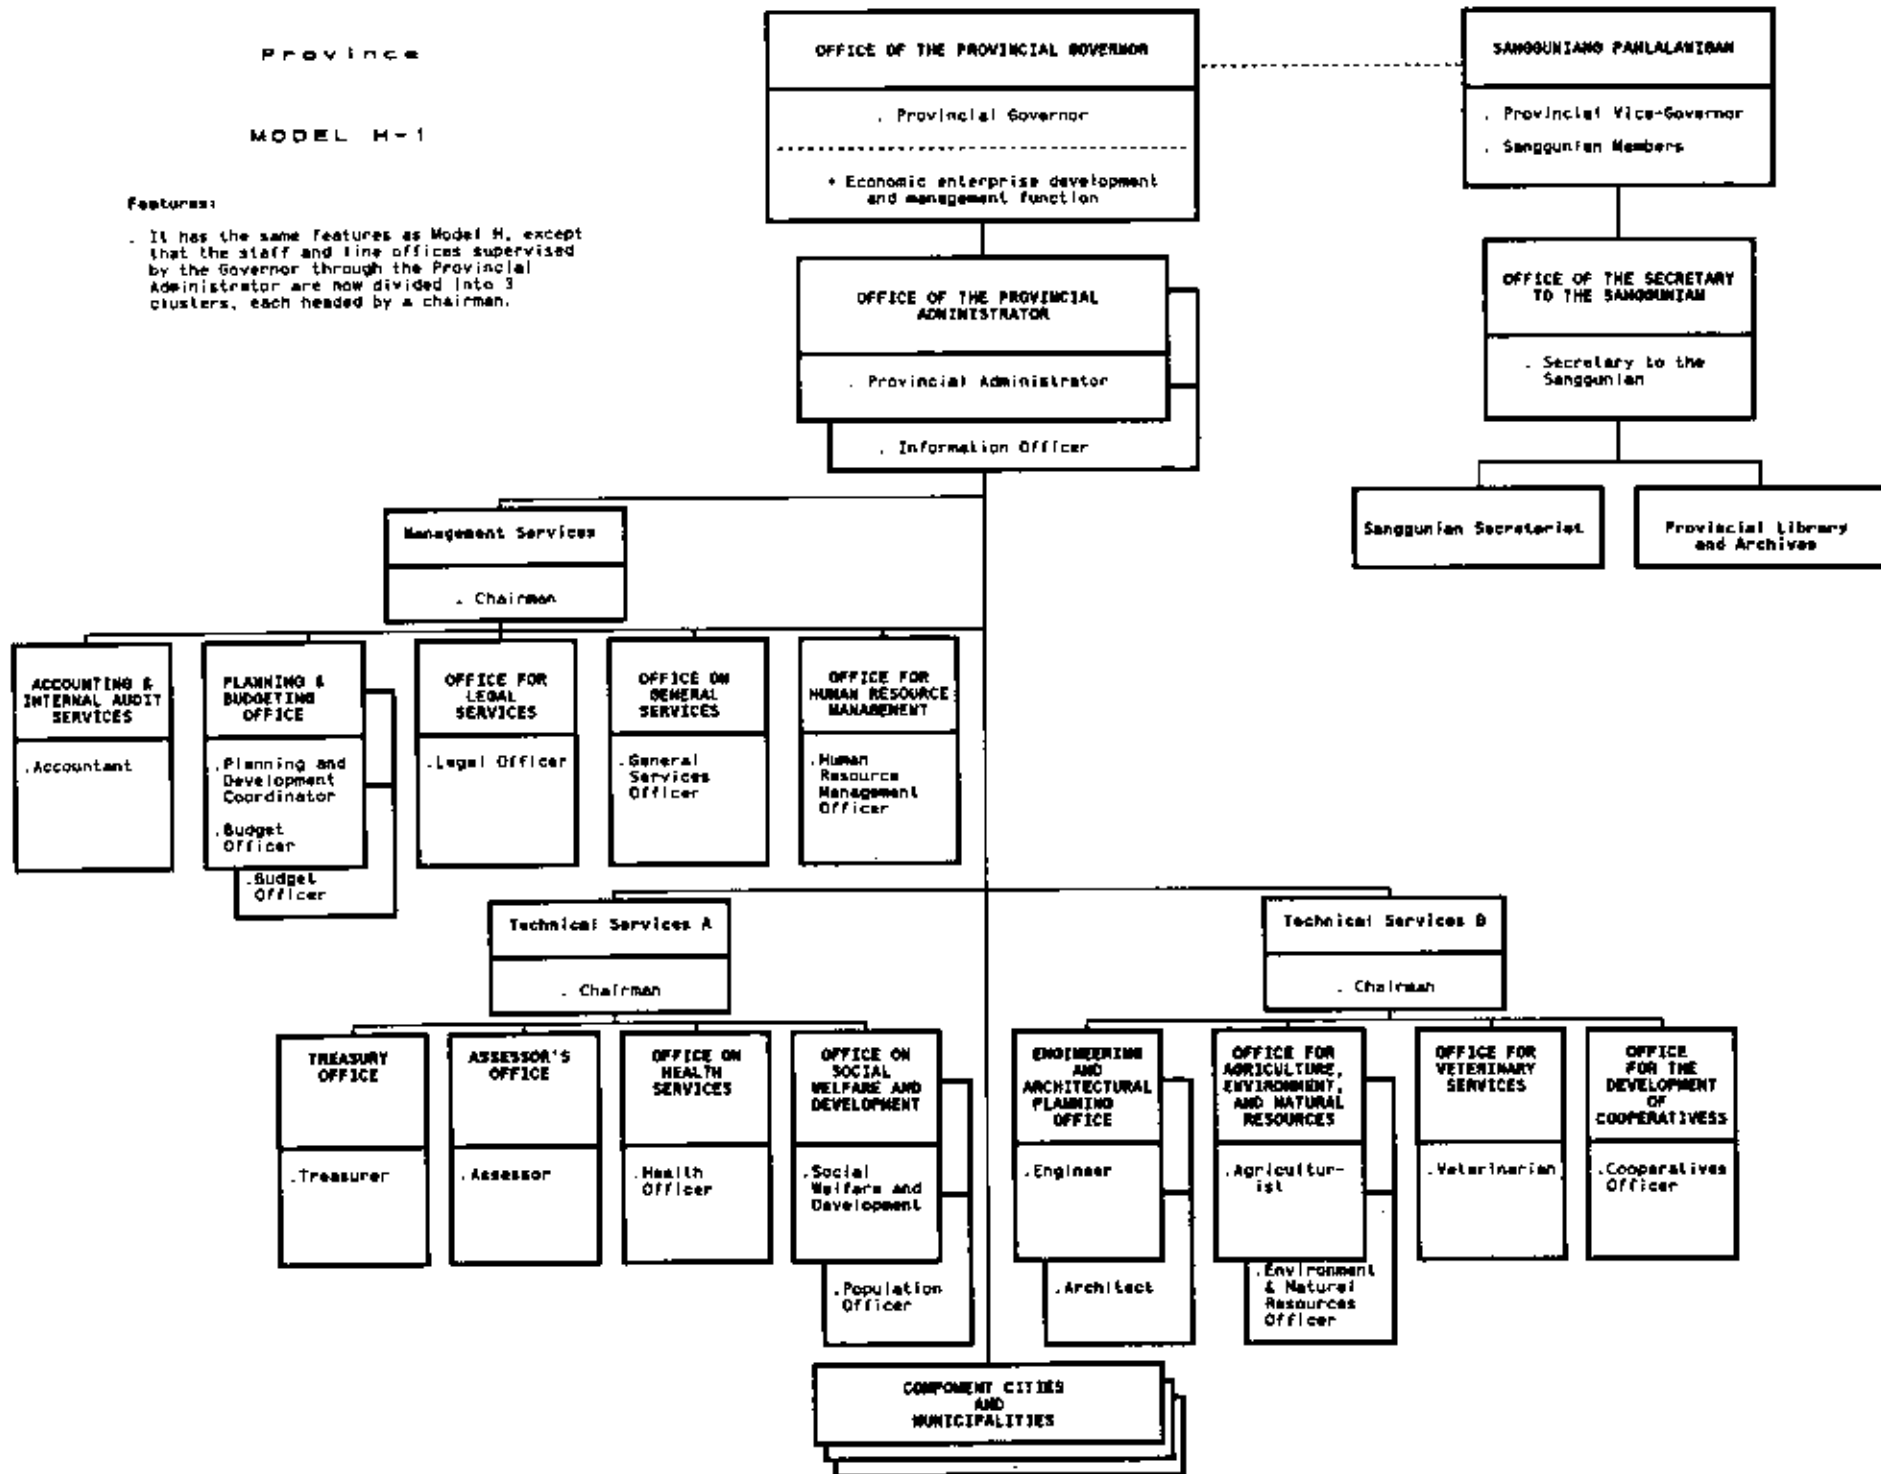 Province
MODEL H-1
Features:
. It has the same features as Model H, except
that the staff and line offices supervised
by the Governor through the Provincial
Administrator are now divided into 3
clusters, each headed by a chairman.
OFFICE OF THE PROVINCIAL GOVERNOR
. Provincial Governor
* Economic enterprise development
and management function
SANGGUNIANG PANLALAWIGAN
. Provincial Vice-Governor
. Sanggunian Members
OFFICE OF THE PROVINCIAL
ADMINISTRATOR
. Provincial Administrator
. Information Officer
OFFICE OF THE SECRETARY
TO THE SANGGUNIAN
. Secretary to the
Sanggunian
Sanggunian Secretariat
Provincial Library
and Archives
Management Services
. Chairman
ACCOUNTING &
INTERNAL AUDIT
SERVICES
.Accountant
PLANNING &
BUDGETING
OFFICE
.Planning and
Development
Coordinator
.Budget
Officer
.Budget
Officer
OFFICE FOR
LEGAL
SERVICES
.Legal Officer
OFFICE ON
GENERAL
SERVICES
.General
Services
Officer
OFFICE FOR
HUMAN RESOURCE
MANAGEMENT
.Human
Resource
Management
Officer
Technical Services A
. Chairman
TREASURY
OFFICE
.Treasurer
ASSESSOR'S
OFFICE
.Assessor
OFFICE ON
HEALTH
SERVICES
.Health
Officer
OFFICE ON
SOCIAL
WELFARE AND
DEVELOPMENT
.Social
Welfare and
Development
.Population
Officer
Technical Services B
. Chairman
ENGINEERING
AND
ARCHITECTURAL
PLANNING
OFFICE
.Engineer
.Architect
OFFICE FOR
AGRICULTURE,
ENVIRONMENT,
AND NATURAL
RESOURCES
.Agricultur-
ist
.Environment
& Natural
Resources
Officer
OFFICE FOR
VETERINARY
SERVICES
.Veterinarian
OFFICE
FOR THE
DEVELOPMENT
OF
COOPERATIVESS
.Cooperatives
Officer
COMPOMENT CITIES
AND
MUNICIPALITIES